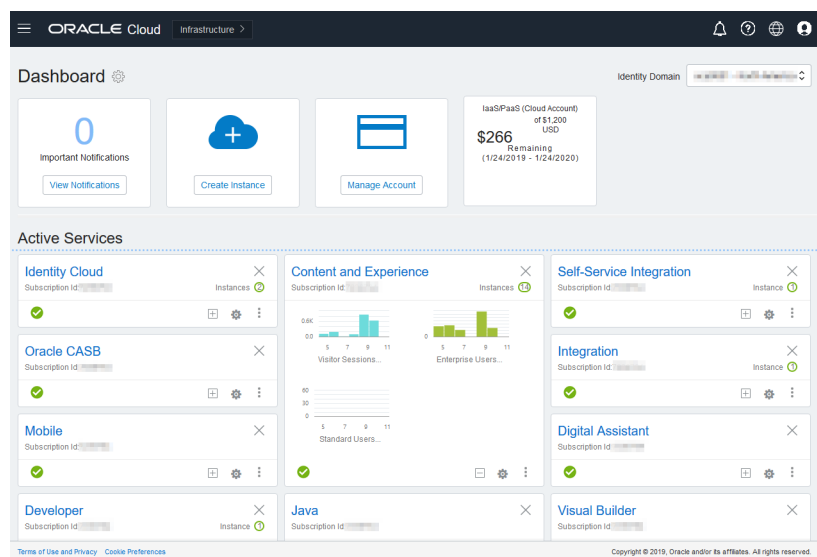 ORACLE Cloud
Infrastructure >
Dashboard
Identity Domain
0
Important Notifications
View Notifications
Create Instance
Manage Account
IaaS/PaaS (Cloud Account)
$266 of $1,200 USD
Remaining
(1/24/2019 - 1/24/2020)
Active Services
Identity Cloud
Subscription Id:
Instances 2
Content and Experience
Subscription Id:
Instances 14
0.6K
0.0
5 7 9 11
Visitor Sessions...
0
5 7 9 11
Enterprise Users...
60
30
0
5 7 9 11
Standard Users...
Self-Service Integration
Subscription Id:
Instance 1
Oracle CASB
Subscription Id:
Integration
Subscription Id:
Instance 1
Mobile
Subscription Id:
Digital Assistant
Subscription Id:
Developer
Subscription Id:
Instance 1
Java
Subscription Id:
Visual Builder
Subscription Id:
Terms of Use and Privacy Cookie Preferences
Copyright © 2019, Oracle and/or its affiliates. All rights reserved.